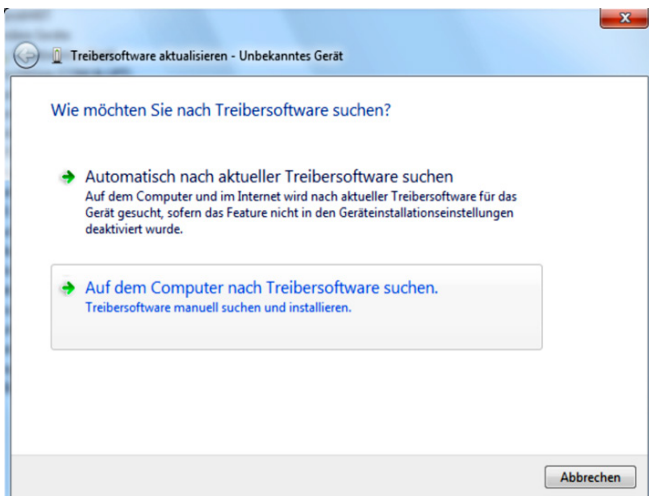 Treibersoftware aktualisieren - Unbekanntes Gerät
Wie möchten Sie nach Treibersoftware suchen?
Automatisch nach aktueller Treibersoftware suchen
Auf dem Computer und im Internet wird nach aktueller Treibersoftware für das
Gerät gesucht, sofern das Feature nicht in den Geräteinstallationseinstellungen
deaktiviert wurde.
Auf dem Computer nach Treibersoftware suchen.
Treibersoftware manuell suchen und installieren.
Abbrechen